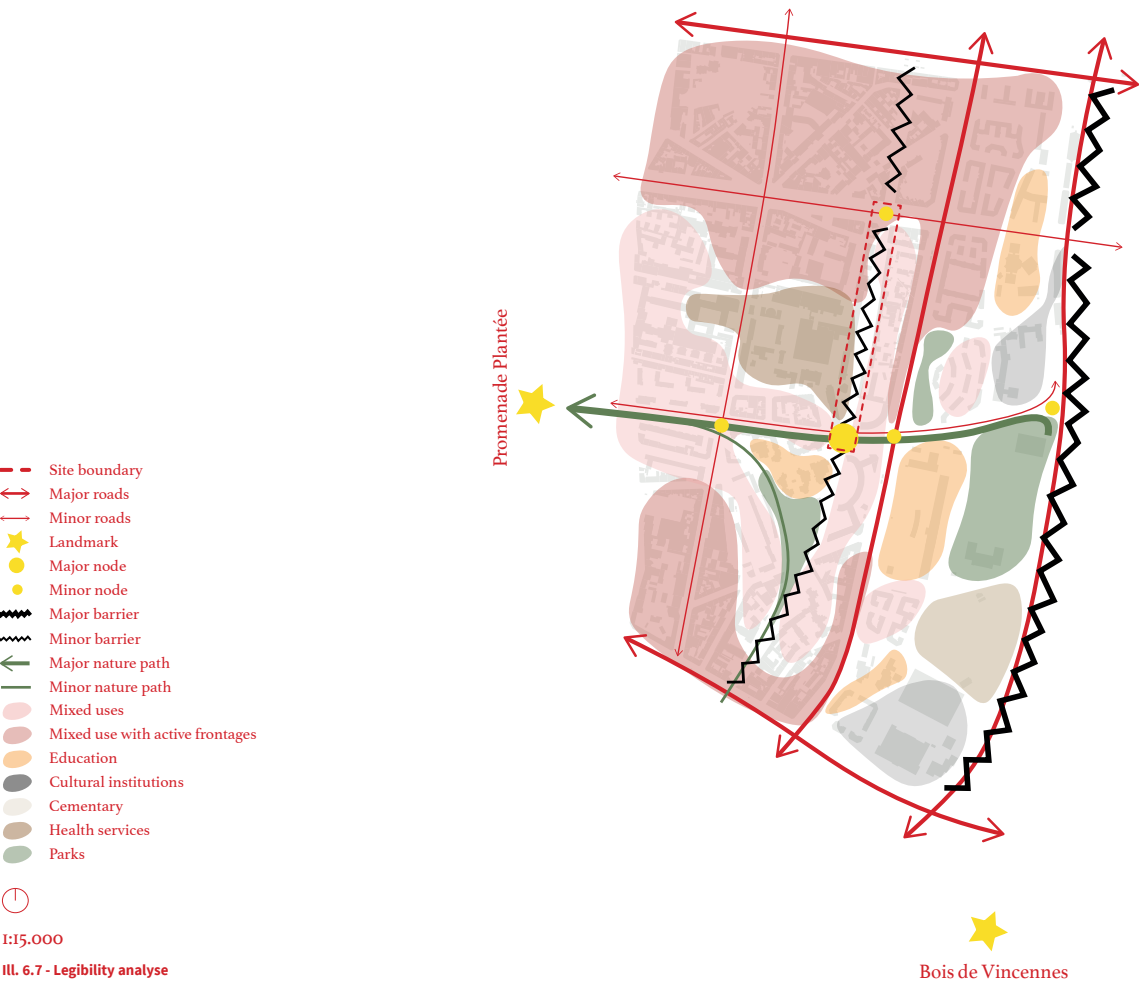 Promenade Plantée
Site boundary
Major roads
Minor roads
Landmark
Major node
Minor node
Major barrier
Minor barrier
Major nature path
Minor nature path
Mixed uses
Mixed use with active frontages
Education
Cultural institutions
Cementary
Health services
Parks
1:15.000
Ill. 6.7 - Legibility analyse
Bois de Vincennes